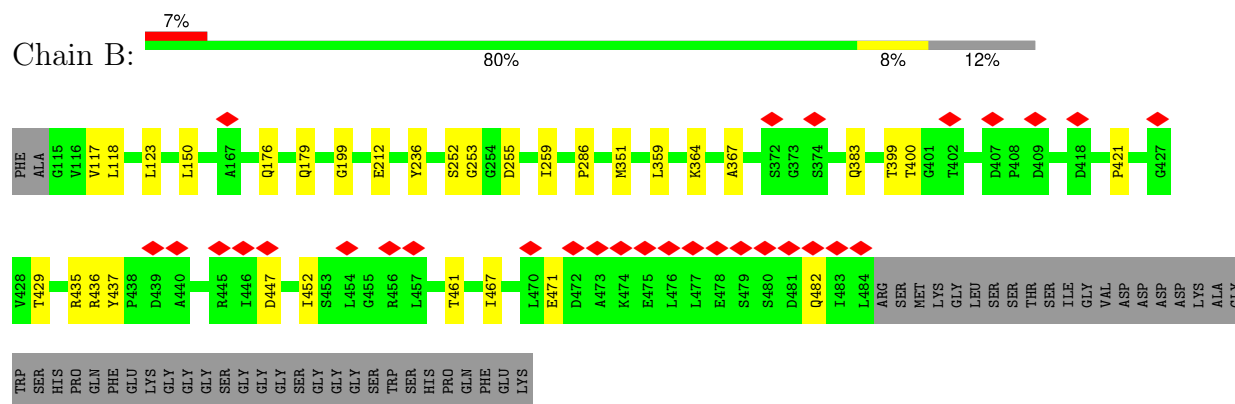 7%
Chain B:
80% 8% 12%
PHE ALA G115 V116 V117 L118 L123 L150 A167 Q176 Q179 G199 E212 Y236 S252 G253 G254 D255 I259 P286 M351 L359 K364 A367 S372 G373 S374 Q383 T399 T400 G401 T402 D407 P408 D409 D418 P421 G427
V428 T429 R435 R436 Y437 P438 D439 A440 R445 I446 D447 I452 S453 L454 G455 R456 L457 T461 I467 L470 E471 D472 A473 K474 E475 L476 L477 E478 S479 S480 D481 Q482 I483 L484 ARG SER MET LYS GLY LEU SER SER THR SER ILE GLY VAL ASP ASP ASP ASP LYS ALA GLY
TRP SER HIS PRO GLN PHE GLU LYS GLY GLY GLY SER GLY GLY GLY SER GLY GLY GLY SER TRP SER HIS PRO GLN PHE GLU LYS